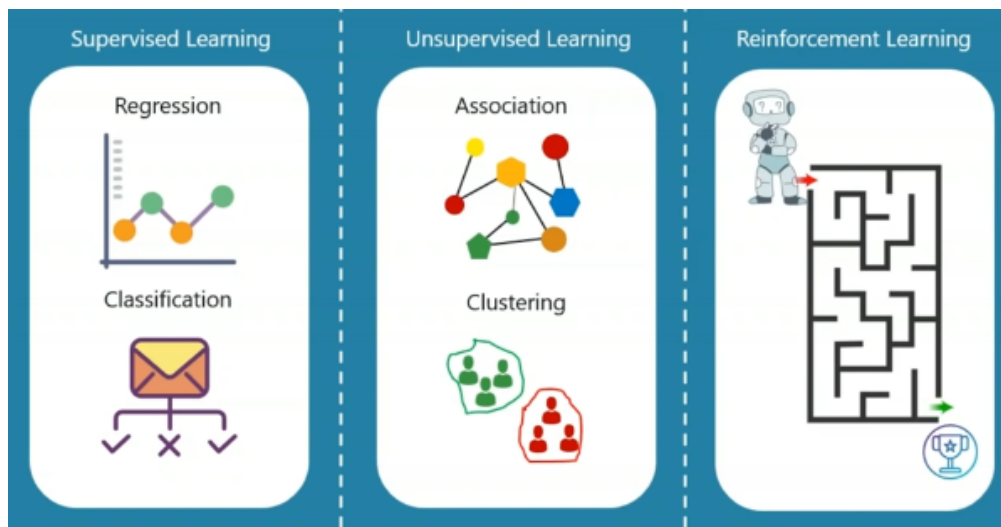 Supervised Learning
Regression
Classification
Unsupervised Learning
Association
Clustering
Reinforcement Learning